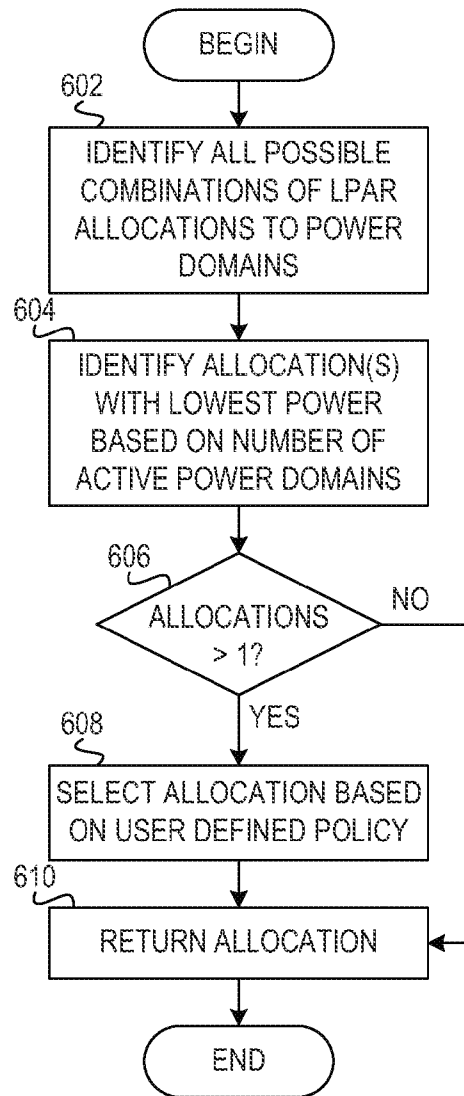 BEGIN
602
IDENTIFY ALL POSSIBLE
COMBINATIONS OF LPAR
ALLOCATIONS TO POWER
DOMAINS
604
IDENTIFY ALLOCATION(S)
WITH LOWEST POWER
BASED ON NUMBER OF
ACTIVE POWER DOMAINS
606
ALLOCATIONS
> 1?
NO
YES
608
SELECT ALLOCATION BASED
ON USER DEFINED POLICY
610
RETURN ALLOCATION
END